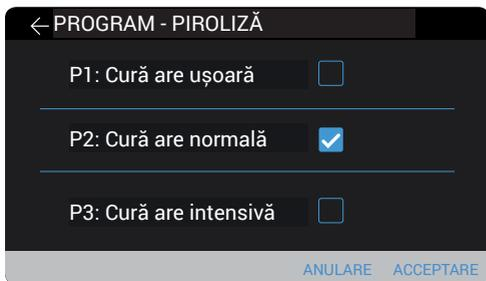 PROGRAM - PIROLIZĂ
P1: Cură are ușoară
P2: Cură are normală
P3: Cură are intensivă
ANULARE ACCEPTARE